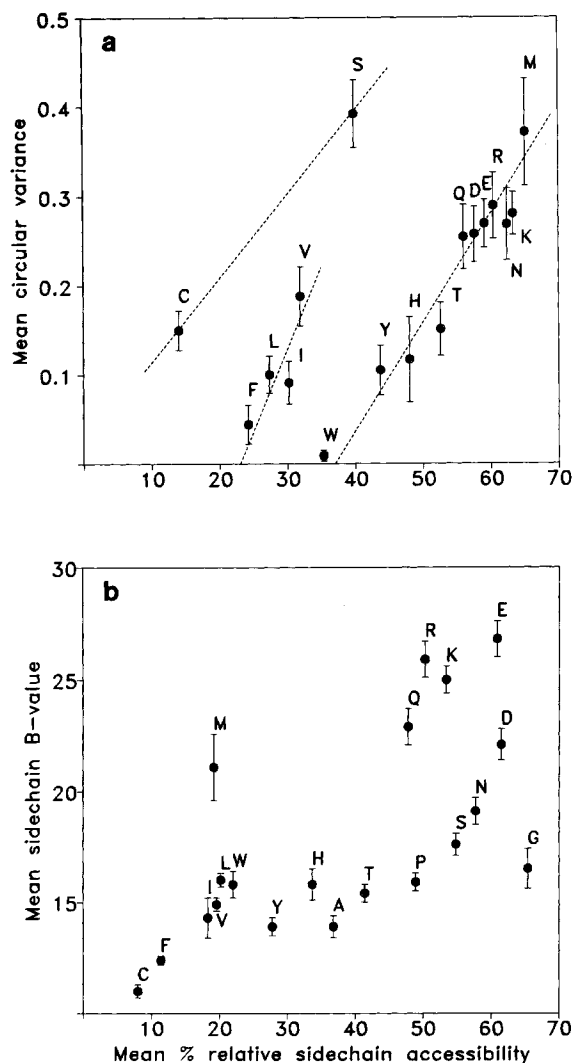 a
0.5
0.4
0.3
0.2
0.1
Mean circular variance
C
S
V
L
F
I
W
Y
H
T
Q
D
E
R
M
N
K
10 20 30 40 50 60 70
b
30
25
20
15
Mean sidechain B-value
M
R
K
E
Q
D
N
S
G
P
T
A
H
Y
W
L
I
V
F
C
10 20 30 40 50 60 70
Mean % relative sidechain accessibility